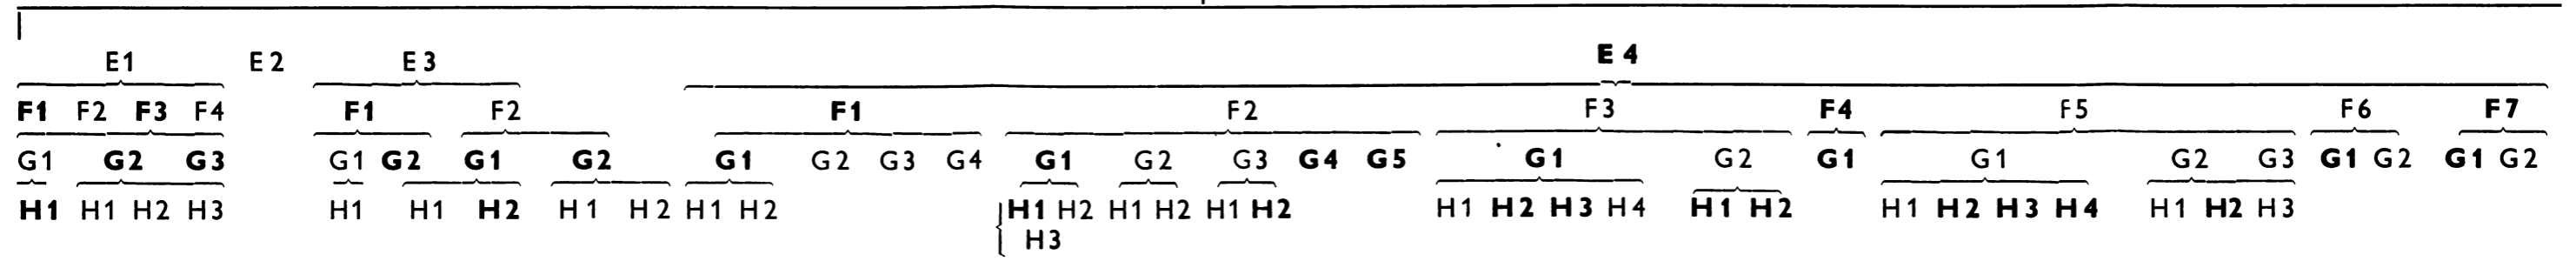 E1 E2 E3 E4
F1 F2 F3 F4 F1 F2 F1 F2 F3 F4 F5 F6 F7
G1 G2 G3 G1 G2 G1 G2 G1 G2 G3 G4 G1 G2 G3 G4 G5 G1 G2 G1 G1 G2 G3 G1 G2 G1 G2
H1 H1 H2 H3 H1 H1 H2 H1 H2 H1 H2 H1 H2 H1 H2 H1 H2 H1 H2 H3 H4 H1 H2 H1 H2 H3 H4 H1 H2 H3
H3